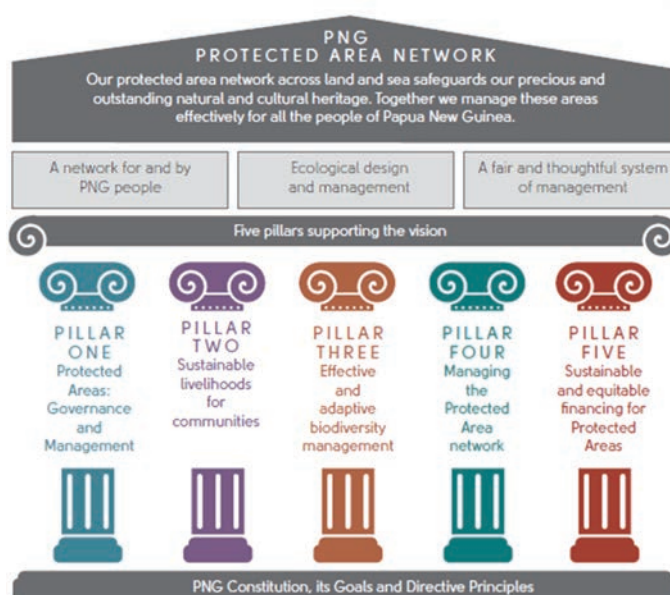 PNG
PROTECTED AREA NETWORK
Our protected area network across land and sea safeguards our precious and
outstanding natural and cultural heritage. Together we manage these areas
effectively for all the people of Papua New Guinea.
A network for and by
PNG people
Ecological design
and management
A fair and thoughtful system
of management
Five pillars supporting the vision
PILLAR
ONE
Protected
Areas:
Governance
and
Management
PILLAR
TWO
Sustainable
livelihoods
for
communities
PILLAR
THREE
Effective
and
adaptive
biodiversity
management
PILLAR
FOUR
Managing
the
Protected
Area
network
PILLAR
FIVE
Sustainable
and equitable
financing for
Protected
Areas
PNG Constitution, its Goals and Directive Principles